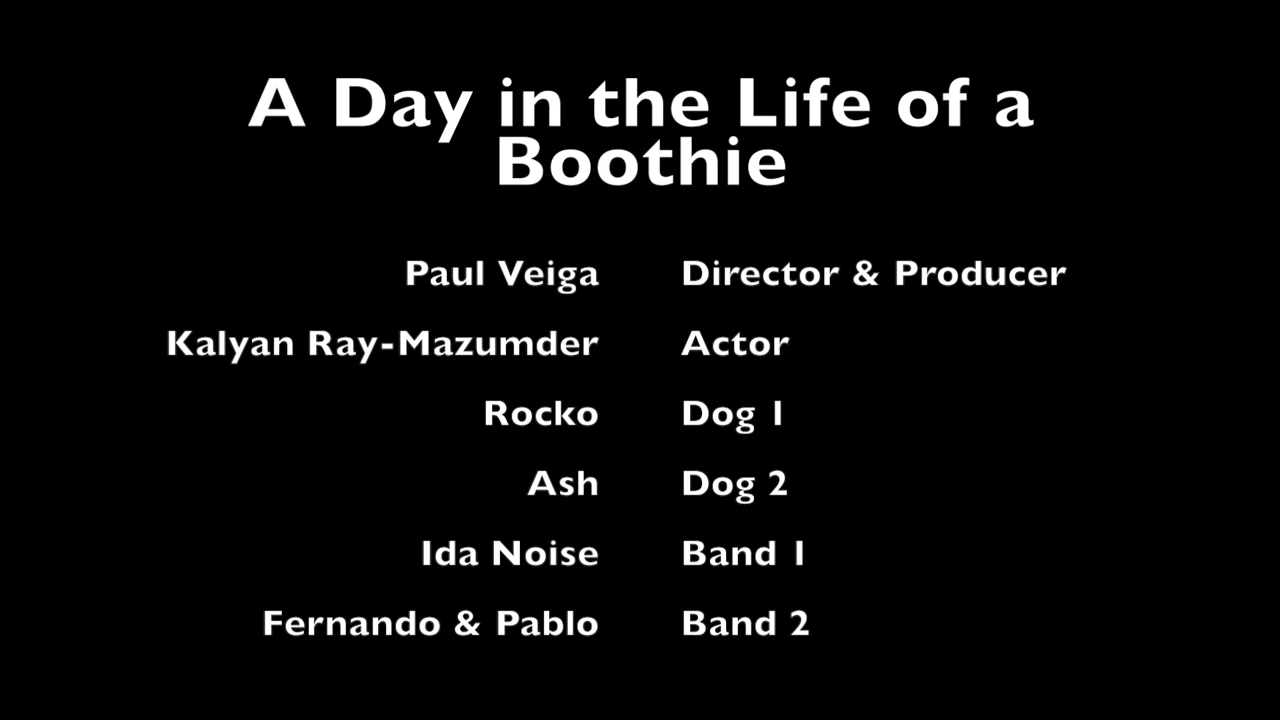 A Day in the Life of a
Boothie
Paul Veiga Director & Producer
Kalyan Ray-Mazumder Actor
Rocko Dog 1
Ash Dog 2
Ida Noise Band 1
Fernando & Pablo Band 2